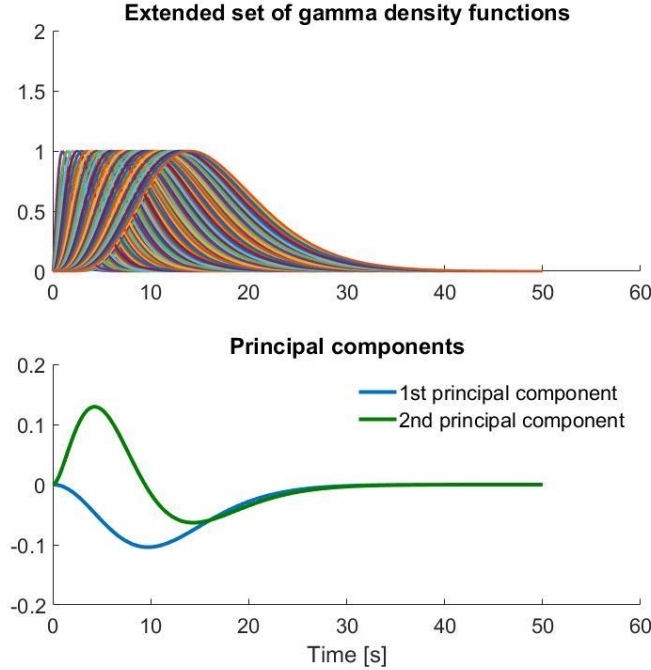 Extended set of gamma density functions
2
1.5
1
0.5
0
0 10 20 30 40 50 60
Principal components
0.2
0.1
0
-0.1
-0.2
1st principal component
2nd principal component
0 10 20 30 40 50 60
Time [s]